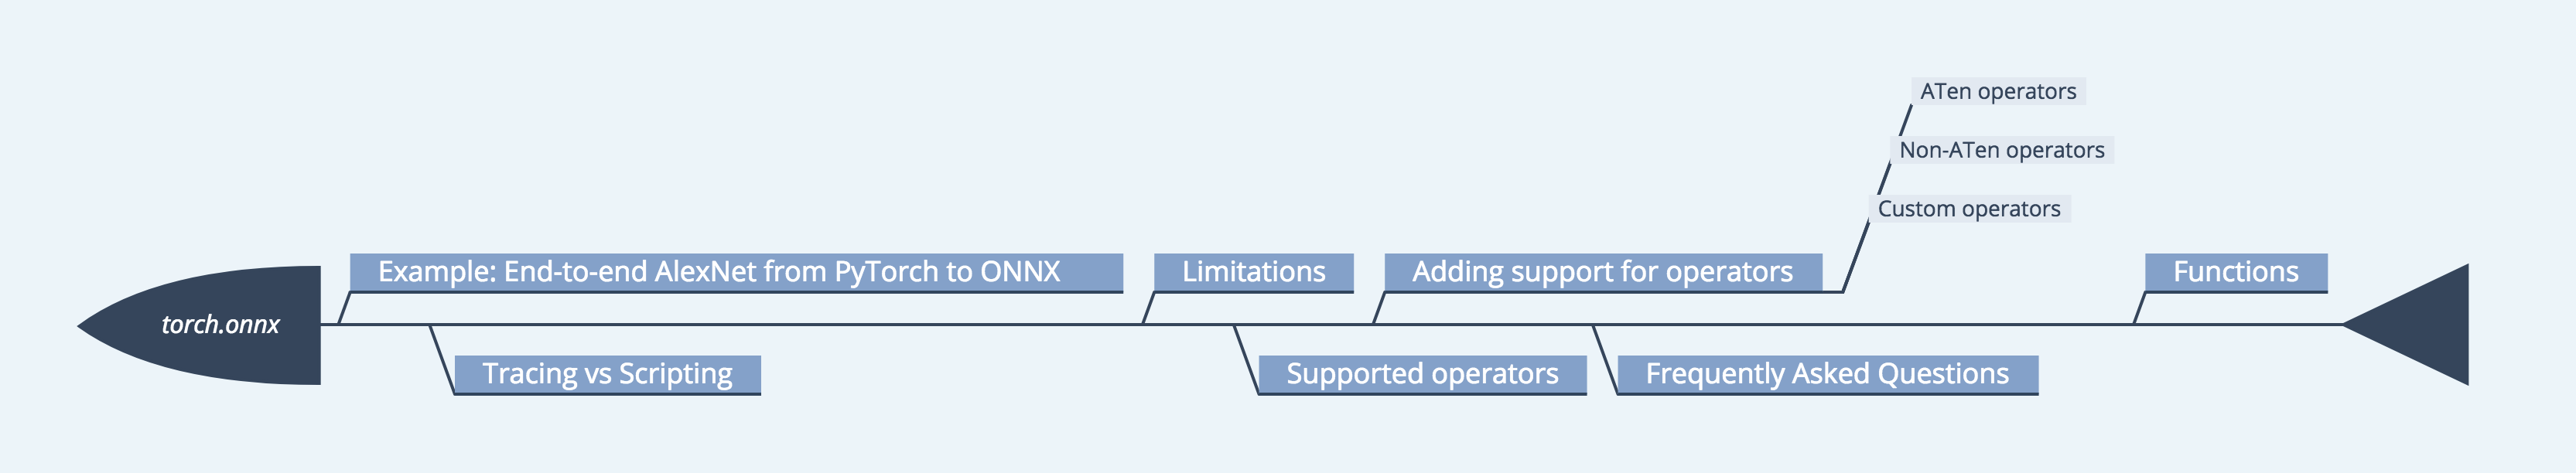 torch.onnx
Example: End-to-end AlexNet from PyTorch to ONNX
Tracing vs Scripting
Limitations
Supported operators
Adding support for operators
ATen operators
Non-ATen operators
Custom operators
Frequently Asked Questions
Functions